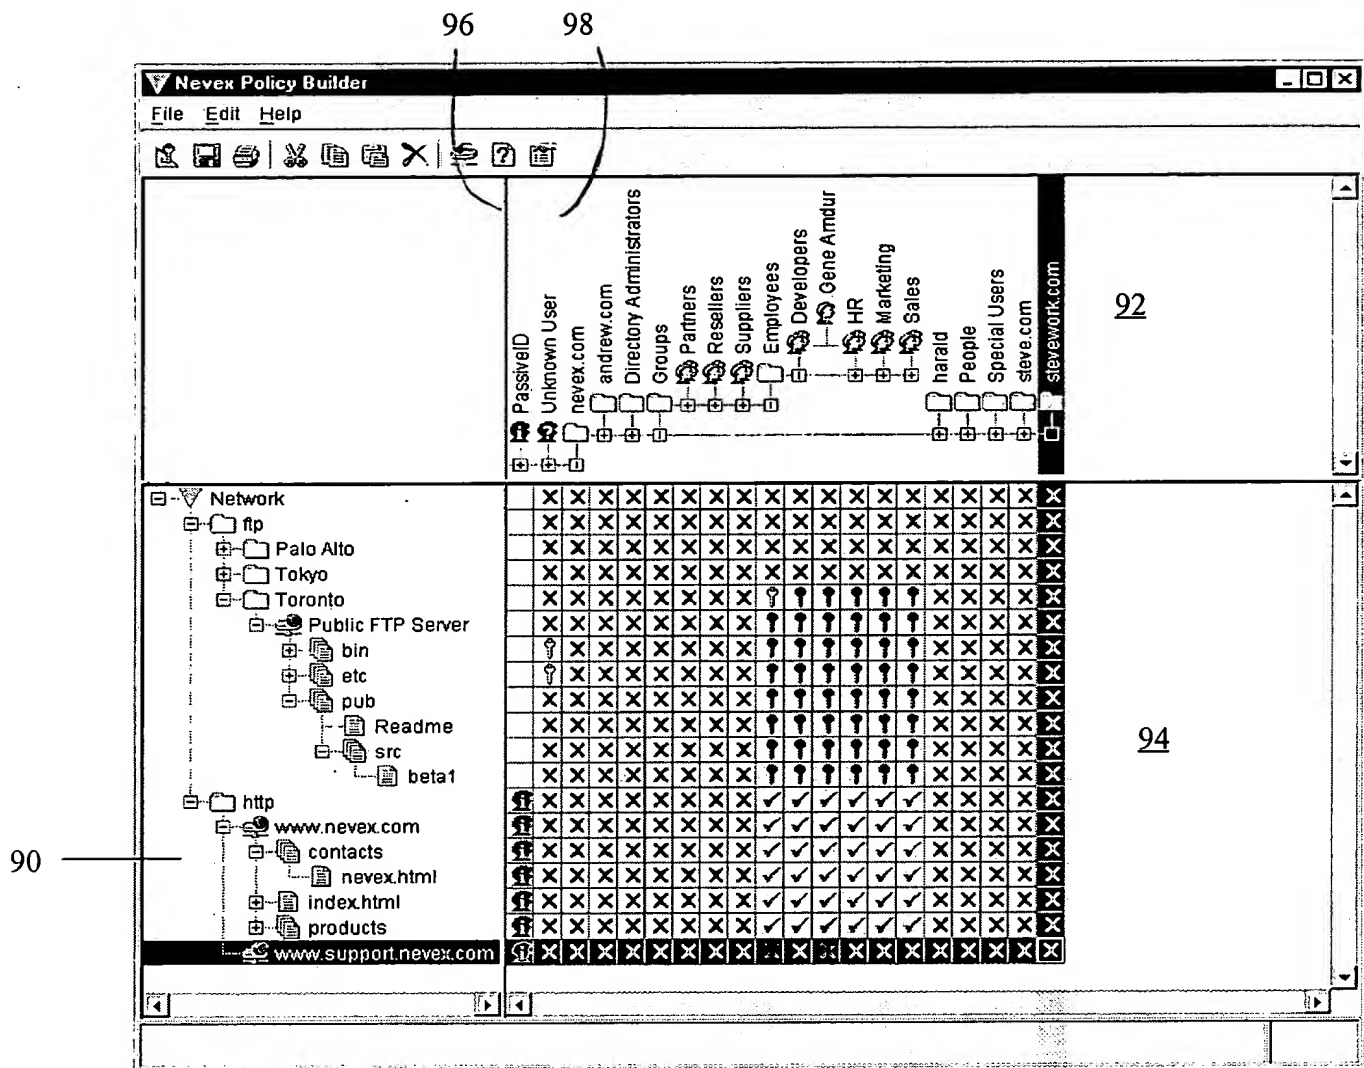 96 98
Nevex Policy Builder
File Edit Help
PassiveID
Unknown User
nevex.com
andrew.com
Directory Administrators
Groups
Partners
Resellers
Suppliers
Employees
Developers
Gene Amdur
HR
Marketing
Sales
harald
People
Special Users
steve.com
stevework.com
92
Network
ftp
Palo Alto
Tokyo
Toronto
Public FTP Server
bin
etc
pub
Readme
src
beta1
94
http
www.nevex.com
90
contacts
nevex.html
index.html
products
www.support.nevex.com